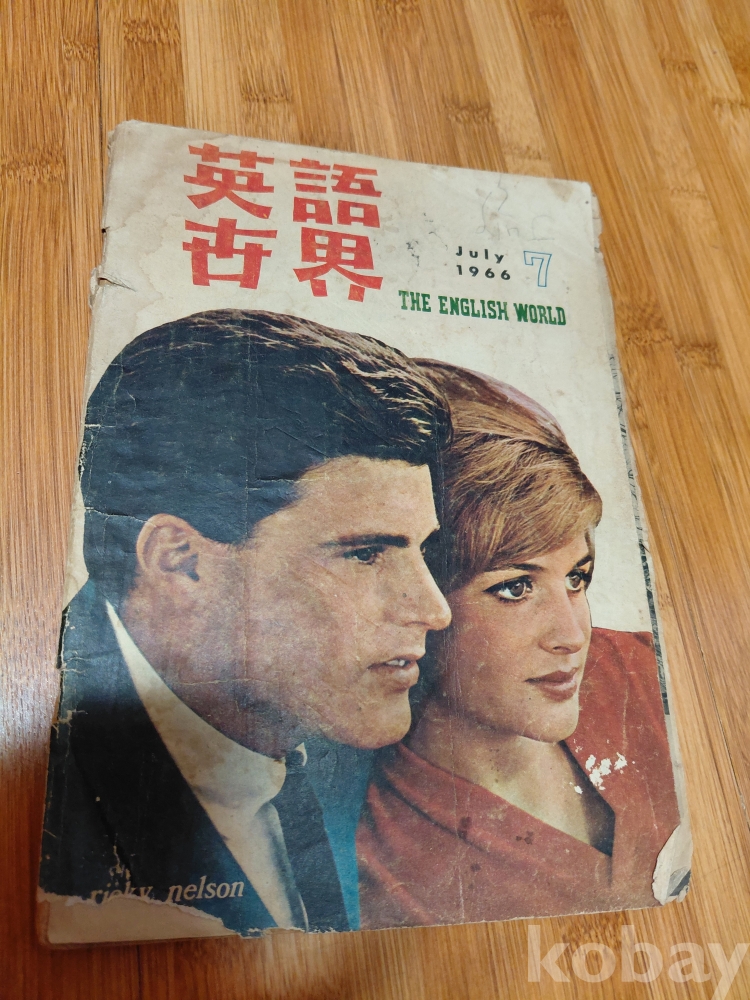 英語
世界
July
1966 7
THE ENGLISH WORLD
ricky nelson
kobay